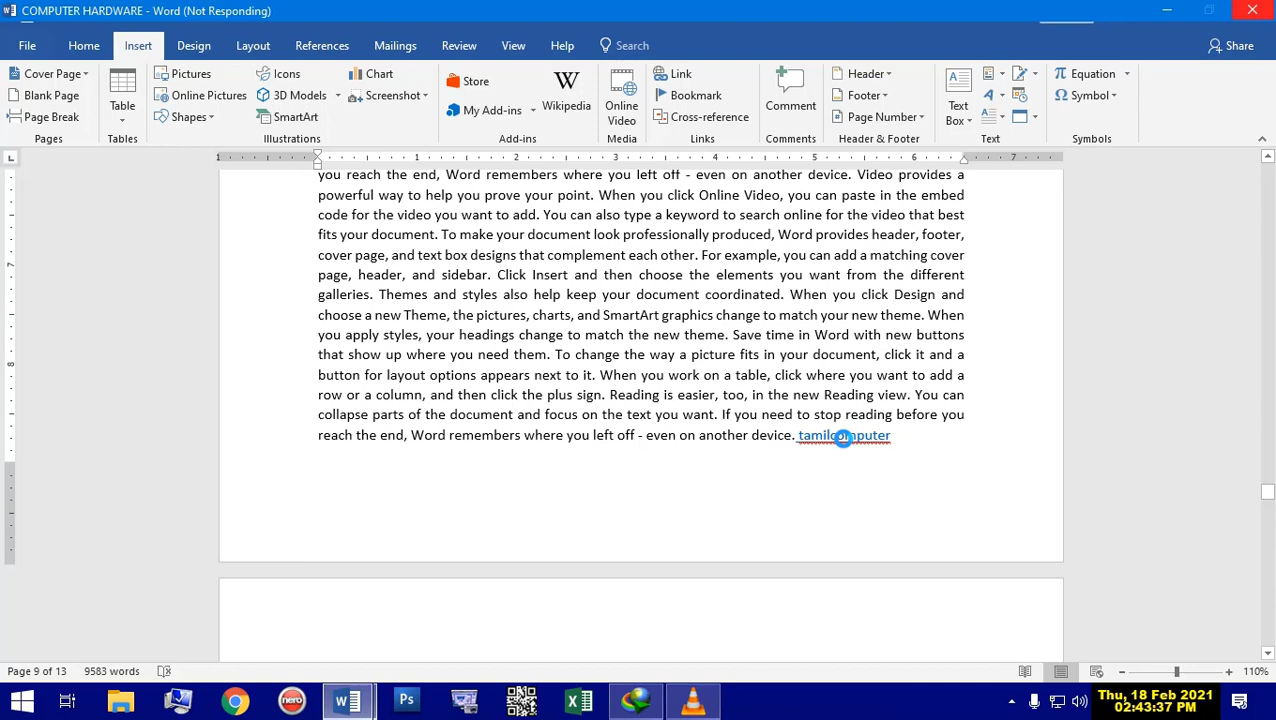 COMPUTER HARDWARE - Word (Not Responding)
File Home Insert Design Layout References Mailings Review View Help Search Share
Cover Page
Blank Page
Page Break
Pages
Table
Tables
Pictures
Online Pictures
Shapes
Icons
3D Models
SmartArt
Chart
Screenshot
Illustrations
Store
My Add-ins
Wikipedia
Add-ins
Online
Video
Media
Link
Bookmark
Cross-reference
Links
Comment
Comments
Header
Footer
Page Number
Header & Footer
Text
Box
Text
Equation
Symbol
Symbols
1 1 2 3 4 5 6 7
7
8
you reach the end, Word remembers where you left off - even on another device. Video provides a
powerful way to help you prove your point. When you click Online Video, you can paste in the embed
code for the video you want to add. You can also type a keyword to search online for the video that best
fits your document. To make your document look professionally produced, Word provides header, footer,
cover page, and text box designs that complement each other. For example, you can add a matching cover
page, header, and sidebar. Click Insert and then choose the elements you want from the different
galleries. Themes and styles also help keep your document coordinated. When you click Design and
choose a new Theme, the pictures, charts, and SmartArt graphics change to match your new theme. When
you apply styles, your headings change to match the new theme. Save time in Word with new buttons
that show up where you need them. To change the way a picture fits in your document, click it and a
button for layout options appears next to it. When you work on a table, click where you want to add a
row or a column, and then click the plus sign. Reading is easier, too, in the new Reading view. You can
collapse parts of the document and focus on the text you want. If you need to stop reading before you
reach the end, Word remembers where you left off - even on another device. tamilcomputer
Page 9 of 13 9583 words 110%
nero Ps
Thu, 18 Feb 2021
02:43:37 PM